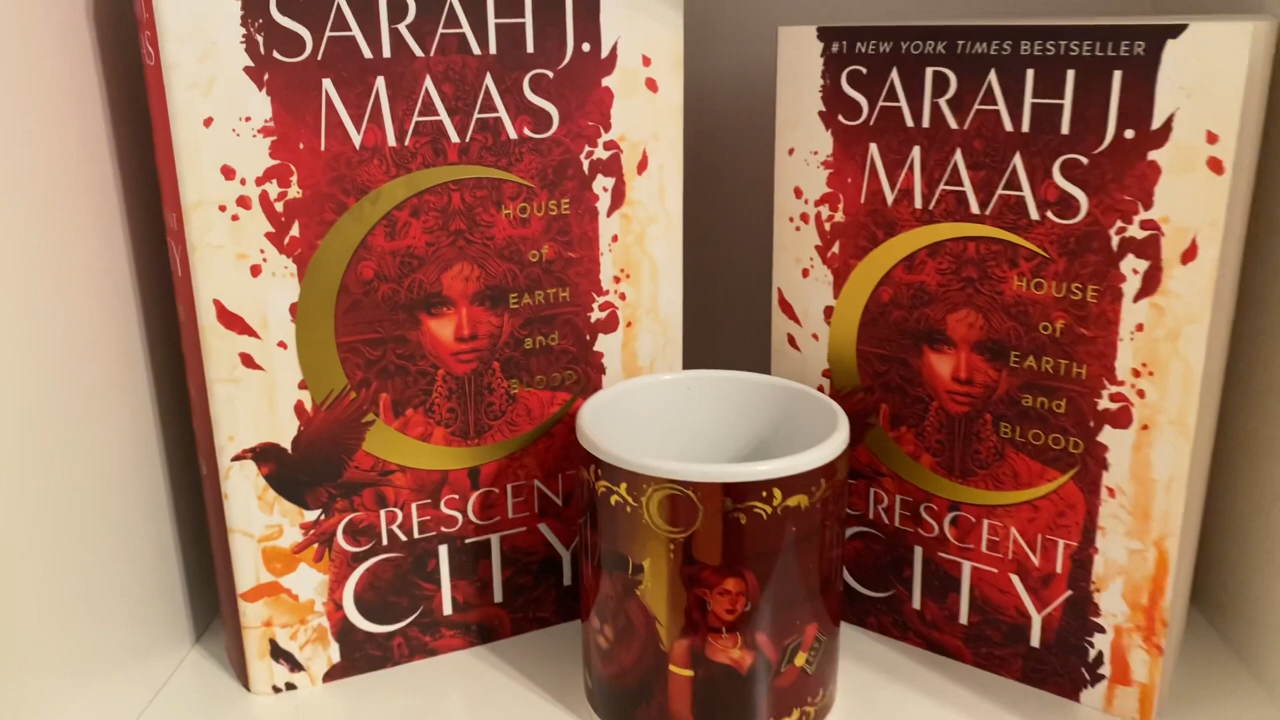 SARAH J.
MAAS
HOUSE
of
EARTH
and
BLOOD
CRESCENT
CITY
#1 NEW YORK TIMES BESTSELLER
SARAH J.
MAAS
HOUSE
of
EARTH
and
BLOOD
CRESCENT
CITY